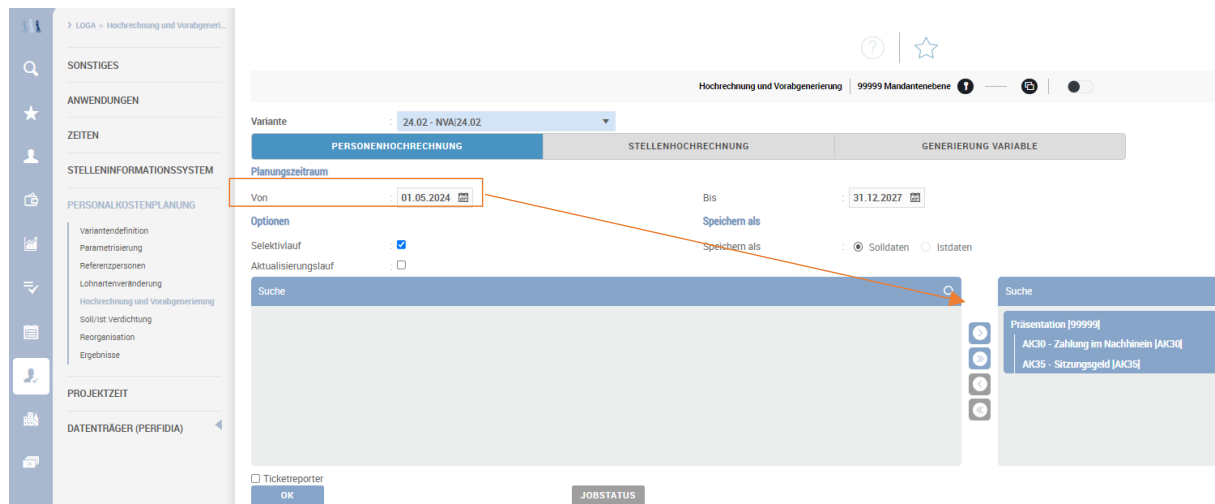 LOGA » Hochrechnung und Vorabgeneri...
SONSTIGES
ANWENDUNGEN
ZEITEN
STELLENINFORMATIONSSYSTEM
PERSONALKOSTENPLANUNG
Variantendefinition
Parametrisierung
Referenzpersonen
Lohnartenveränderung
Hochrechnung und Vorabgenerierung
Soll/Ist Verdichtung
Reorganisation
Ergebnisse
PROJEKTZEIT
DATENTRÄGER (PERFIDIA)
Hochrechnung und Vorabgenerierung 99999 Mandantenebene
Variante : 24.02 - NVA|24.02
PERSONENHOCHRECHNUNG STELLENHOCHRECHNUNG GENERIERUNG VARIABLE
Planungszeitraum
Von : 01.05.2024 Bis : 31.12.2027
Optionen Speichern als
Selektivlauf : Speichern als : Solldaten Istdaten
Aktualisierungslauf :
Suche Suche
Präsentation |99999|
AK30 - Zahlung im Nachhinein |AK30|
AK35 - Sitzungsgeld |AK35|
Ticketreporter
OK JOBSTATUS